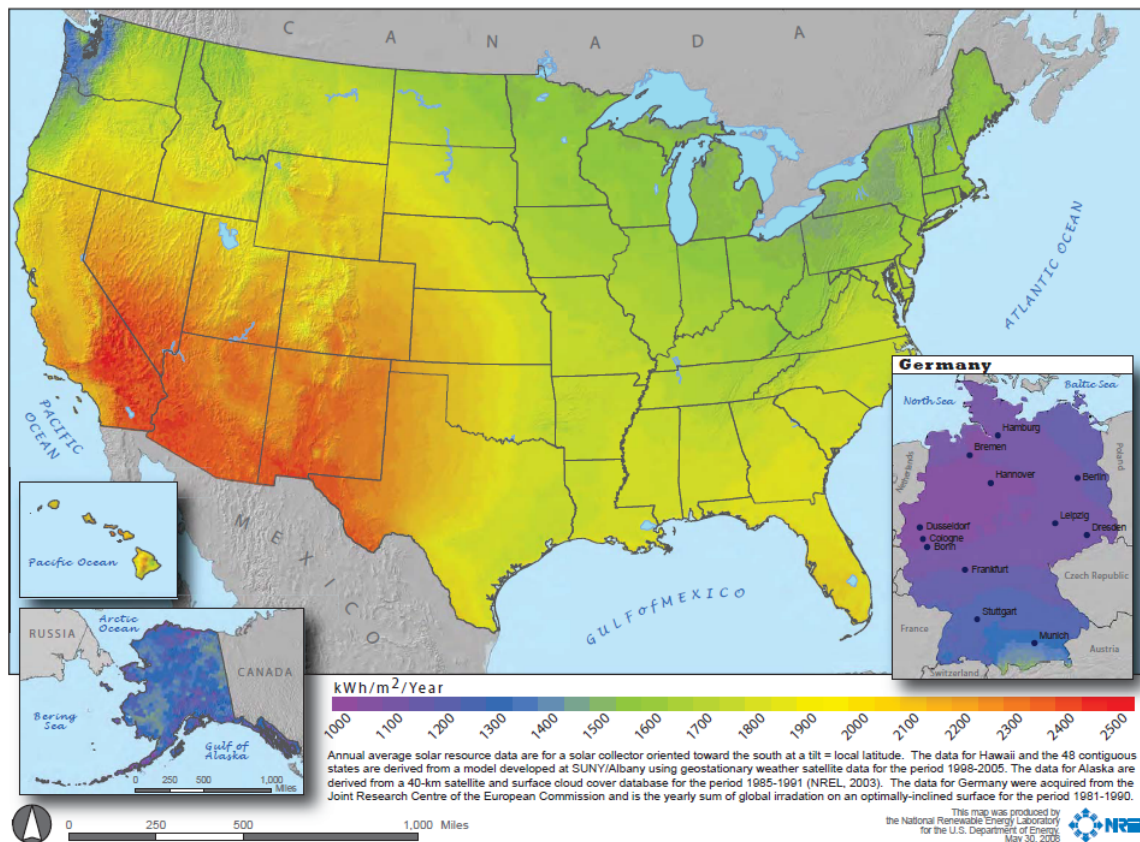 CANADA
ATLANTIC OCEAN
PACIFIC OCEAN
MEXICO
GULF of MEXICO
Pacific Ocean
Arctic Ocean
RUSSIA
CANADA
Bering Sea
Gulf of Alaska
0 250 500 1,000
Miles
Germany
North Sea
Baltic Sea
Hamburg
Bremen
Netherlands
Poland
Hannover
Berlin
Dusseldorf
Cologne
Bonn
Leipzig
Dresden
Frankfurt
Czech Republic
Stuttgart
France
Munich
Austria
Switzerland
kWh/m²/Year
1000 1100 1200 1300 1400 1500 1600 1700 1800 1900 2000 2100 2200 2300 2400 2500
Annual average solar resource data are for a solar collector oriented toward the south at a tilt = local latitude. The data for Hawaii and the 48 contiguous
states are derived from a model developed at SUNY/Albany using geostationary weather satellite data for the period 1998-2005. The data for Alaska are
derived from a 40-km satellite and surface cloud cover database for the period 1985-1991 (NREL, 2003). The data for Germany were acquired from the
Joint Research Centre of the European Commission and is the yearly sum of global irradation on an optimally-inclined surface for the period 1981-1990.
0 250 500 1,000 Miles
This map was produced by
the National Renewable Energy Laboratory
for the U.S. Department of Energy.
May 30, 2008